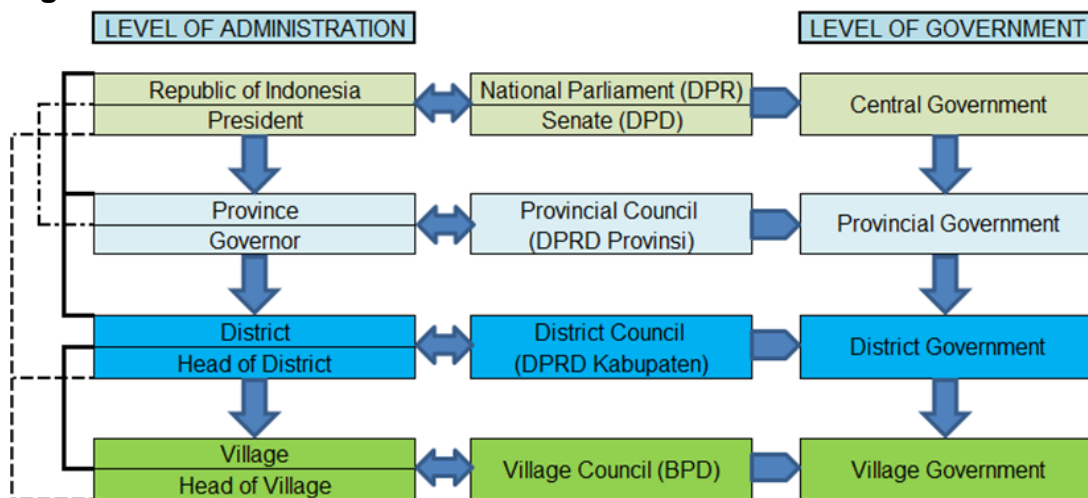 LEVEL OF ADMINISTRATION
LEVEL OF GOVERNMENT
Republic of Indonesia
President
National Parliament (DPR)
Senate (DPD)
Central Government
Province
Governor
Provincial Council
(DPRD Provinsi)
Provincial Government
District
Head of District
District Council
(DPRD Kabupaten)
District Government
Village
Head of Village
Village Council (BPD)
Village Government